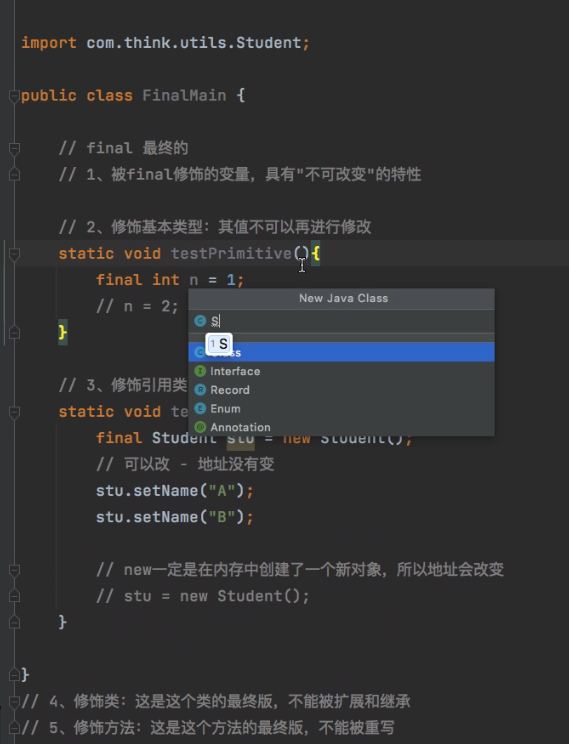 import com.think.utils.Student;
public class FinalMain {
// final 最终的
// 1、被final修饰的变量，具有"不可改变"的特性
// 2、修饰基本类型：其值不可以再进行修改
static void testPrimitive(){
final int n = 1;
// n = 2;
}
New Java Class
S
1 S
Interface
Record
Enum
Annotation
// 3、修饰引用类
static void te
final Student stu = new Student();
// 可以改 - 地址没有变
stu.setName("A");
stu.setName("B");
// new一定是在内存中创建了一个新对象，所以地址会改变
// stu = new Student();
}
}
// 4、修饰类：这是这个类的最终版，不能被扩展和继承
// 5、修饰方法：这是这个方法的最终版，不能被重写